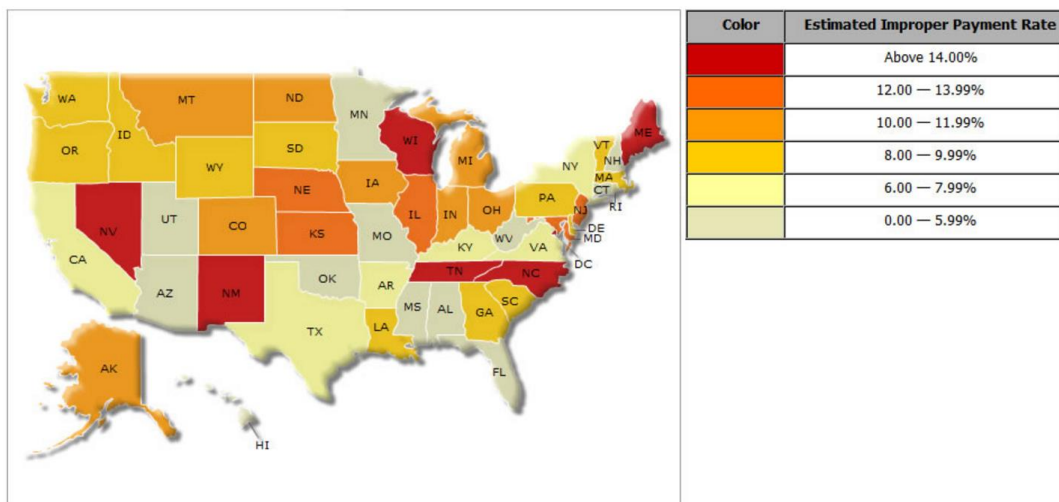 Color Estimated Improper Payment Rate
Above 14.00%
12.00 — 13.99%
10.00 — 11.99%
8.00 — 9.99%
6.00 — 7.99%
0.00 — 5.99%
WA
MT
ND
MN
ME
OR
ID
WI
VT
NH
SD
WY
MI
NY
MA
CT
RI
IA
NE
PA
NJ
NV
UT
CO
IL
IN
OH
DE
MD
KS
MO
WV
VA
KY
DC
CA
TN
NC
AZ
NM
OK
AR
SC
MS
AL
GA
TX
LA
AK
FL
HI